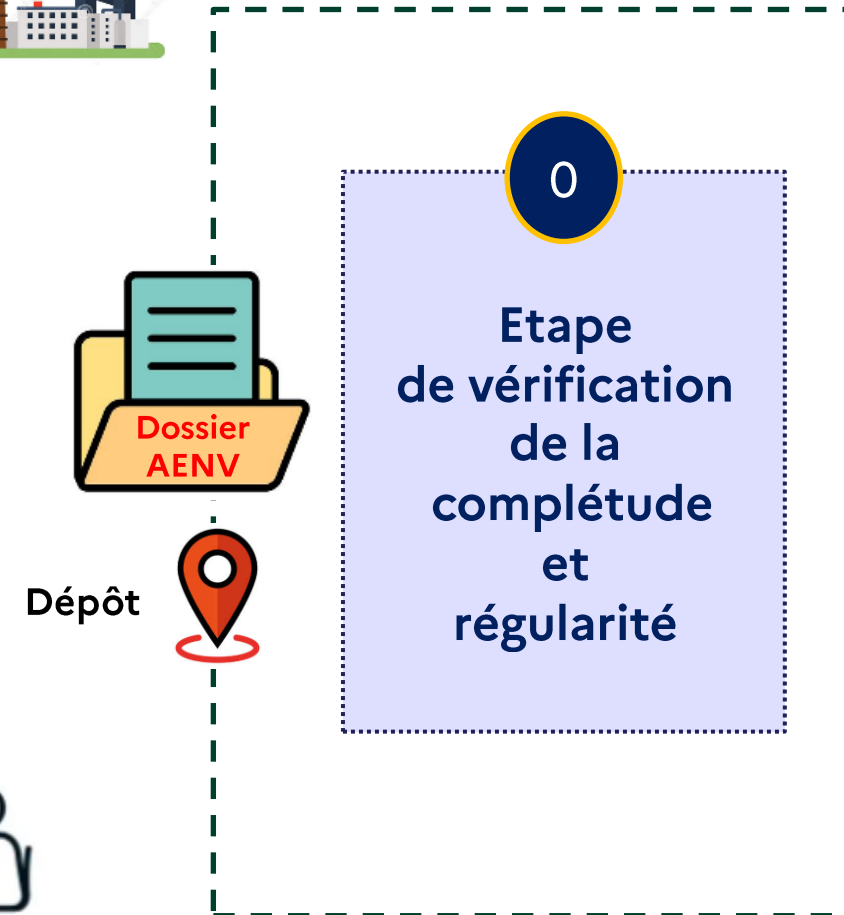 0
Etape
de vérification
de la
complétude
et
régularité
Dossier
AENV
Dépôt